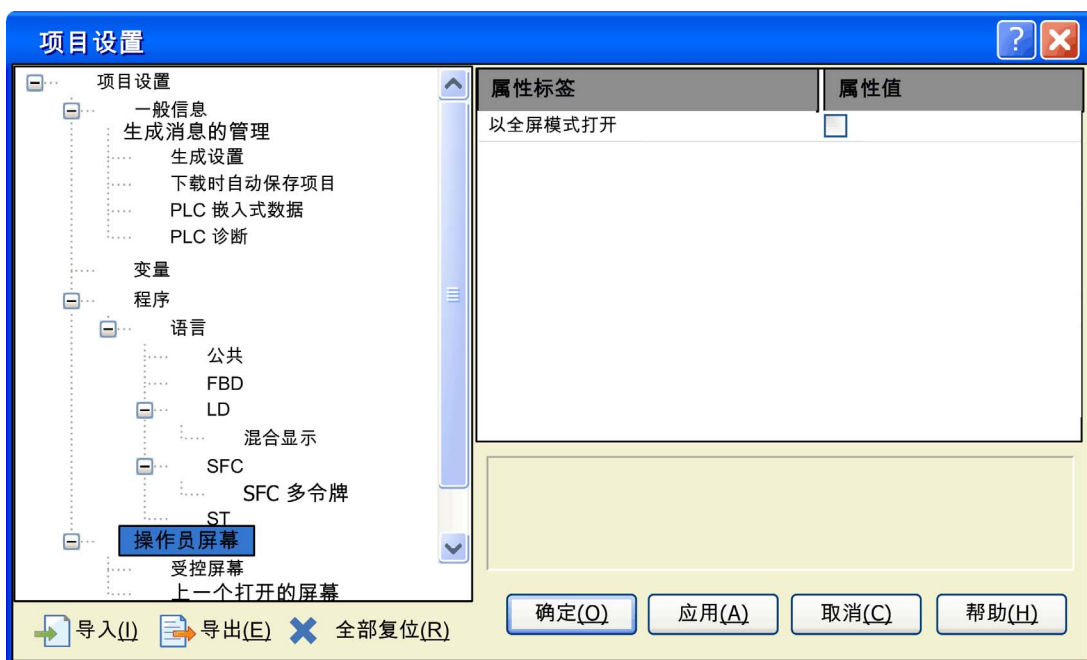 项目设置
项目设置
一般信息
生成消息的管理
生成设置
下载时自动保存项目
PLC 嵌入式数据
PLC 诊断
变量
程序
语言
公共
FBD
LD
混合显示
SFC
SFC 多令牌
ST
操作员屏幕
受控屏幕
上一个打开的屏幕
属性标签 属性值
以全屏模式打开
确定(O) 应用(A) 取消(C) 帮助(H)
导入(I) 导出(E) 全部复位(R)